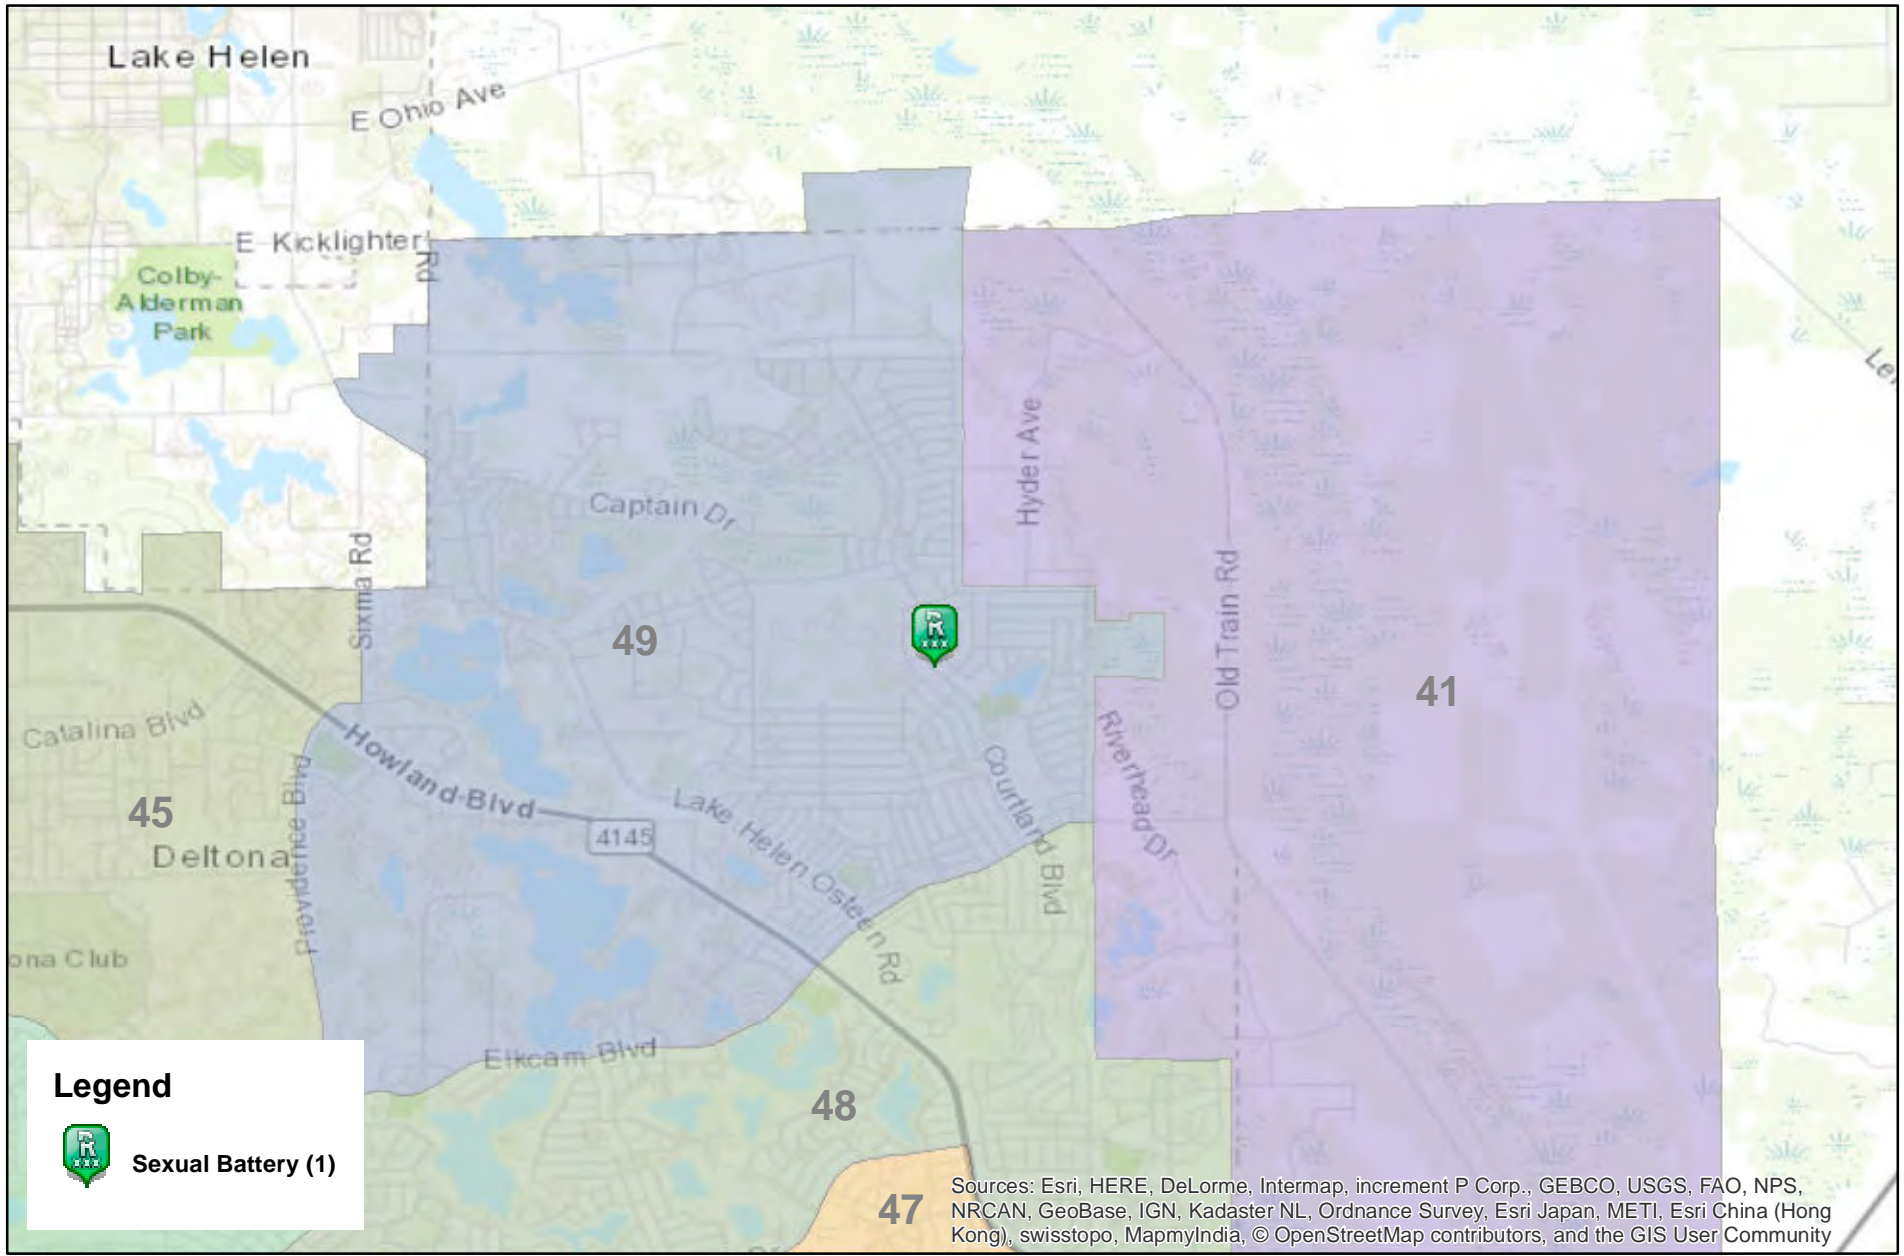 Lake Helen
E Ohio Ave
E Kicklighter
Rd
Colby-
Alderman
Park
Captain Dr
Hyder Ave
Sixma Rd
Old Train Rd
49
41
Catalina Blvd
Howland Blvd
Riverhead Dr
Courtland Blvd
45
Providence Blvd
4145
Lake Helen Osteen Rd
Deltona
ona Club
Elkcam Blvd
48
47
Legend
R
Sexual Battery (1)
Sources: Esri, HERE, DeLorme, Intermap, increment P Corp., GEBCO, USGS, FAO, NPS,
NRCAN, GeoBase, IGN, Kadaster NL, Ordnance Survey, Esri Japan, METI, Esri China (Hong
Kong), swisstopo, MapmyIndia, © OpenStreetMap contributors, and the GIS User Community